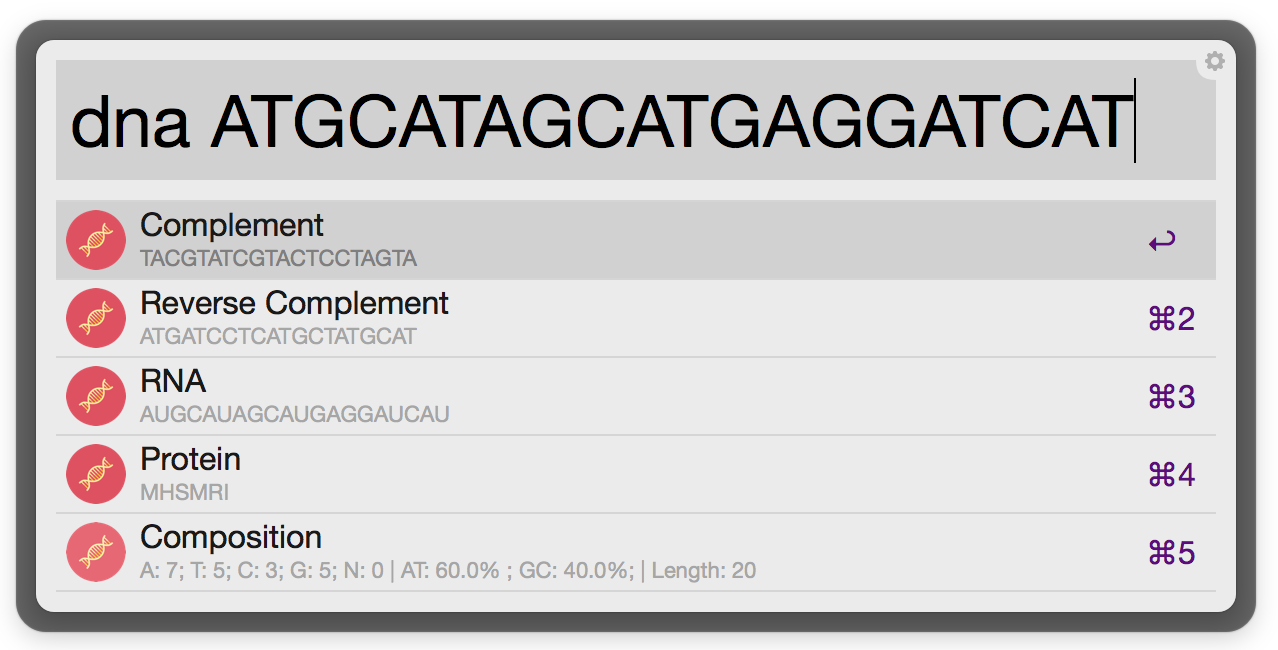 dna ATGCATAGCATGAGGATCAT
Complement
TACGTATCGTACTCCTAGTA
Reverse Complement
ATGATCCTCATGCTATGCAT
⌘2
RNA
AUGCAUAGCAUGAGGAUCAU
⌘3
Protein
MHSMRI
⌘4
Composition
A: 7; T: 5; C: 3; G: 5; N: 0 | AT: 60.0% ; GC: 40.0%; | Length: 20
⌘5